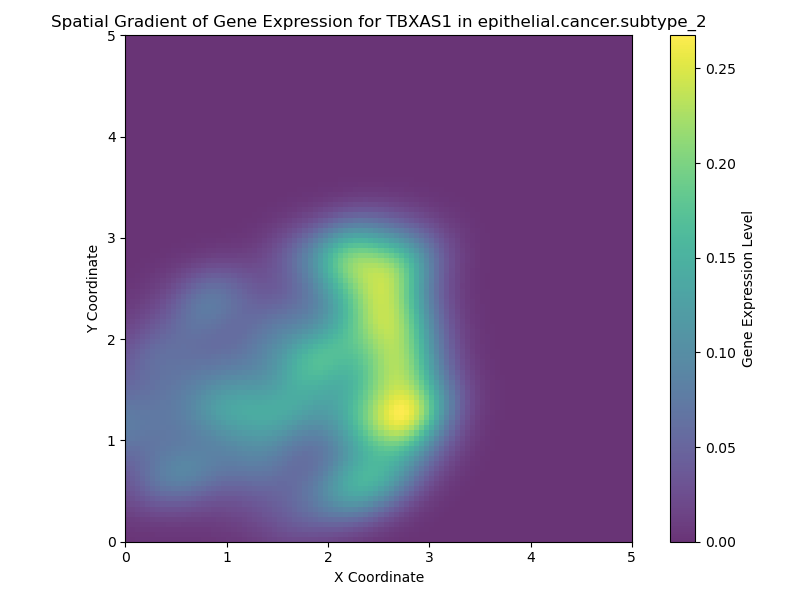 Spatial Gradient of Gene Expression for TBXAS1 in epithelial.cancer.subtype_2
5
4
3
2
1
0
0 1 2 3 4 5
X Coordinate
Y Coordinate
0.25
0.20
0.15
0.10
0.05
0.00
Gene Expression Level